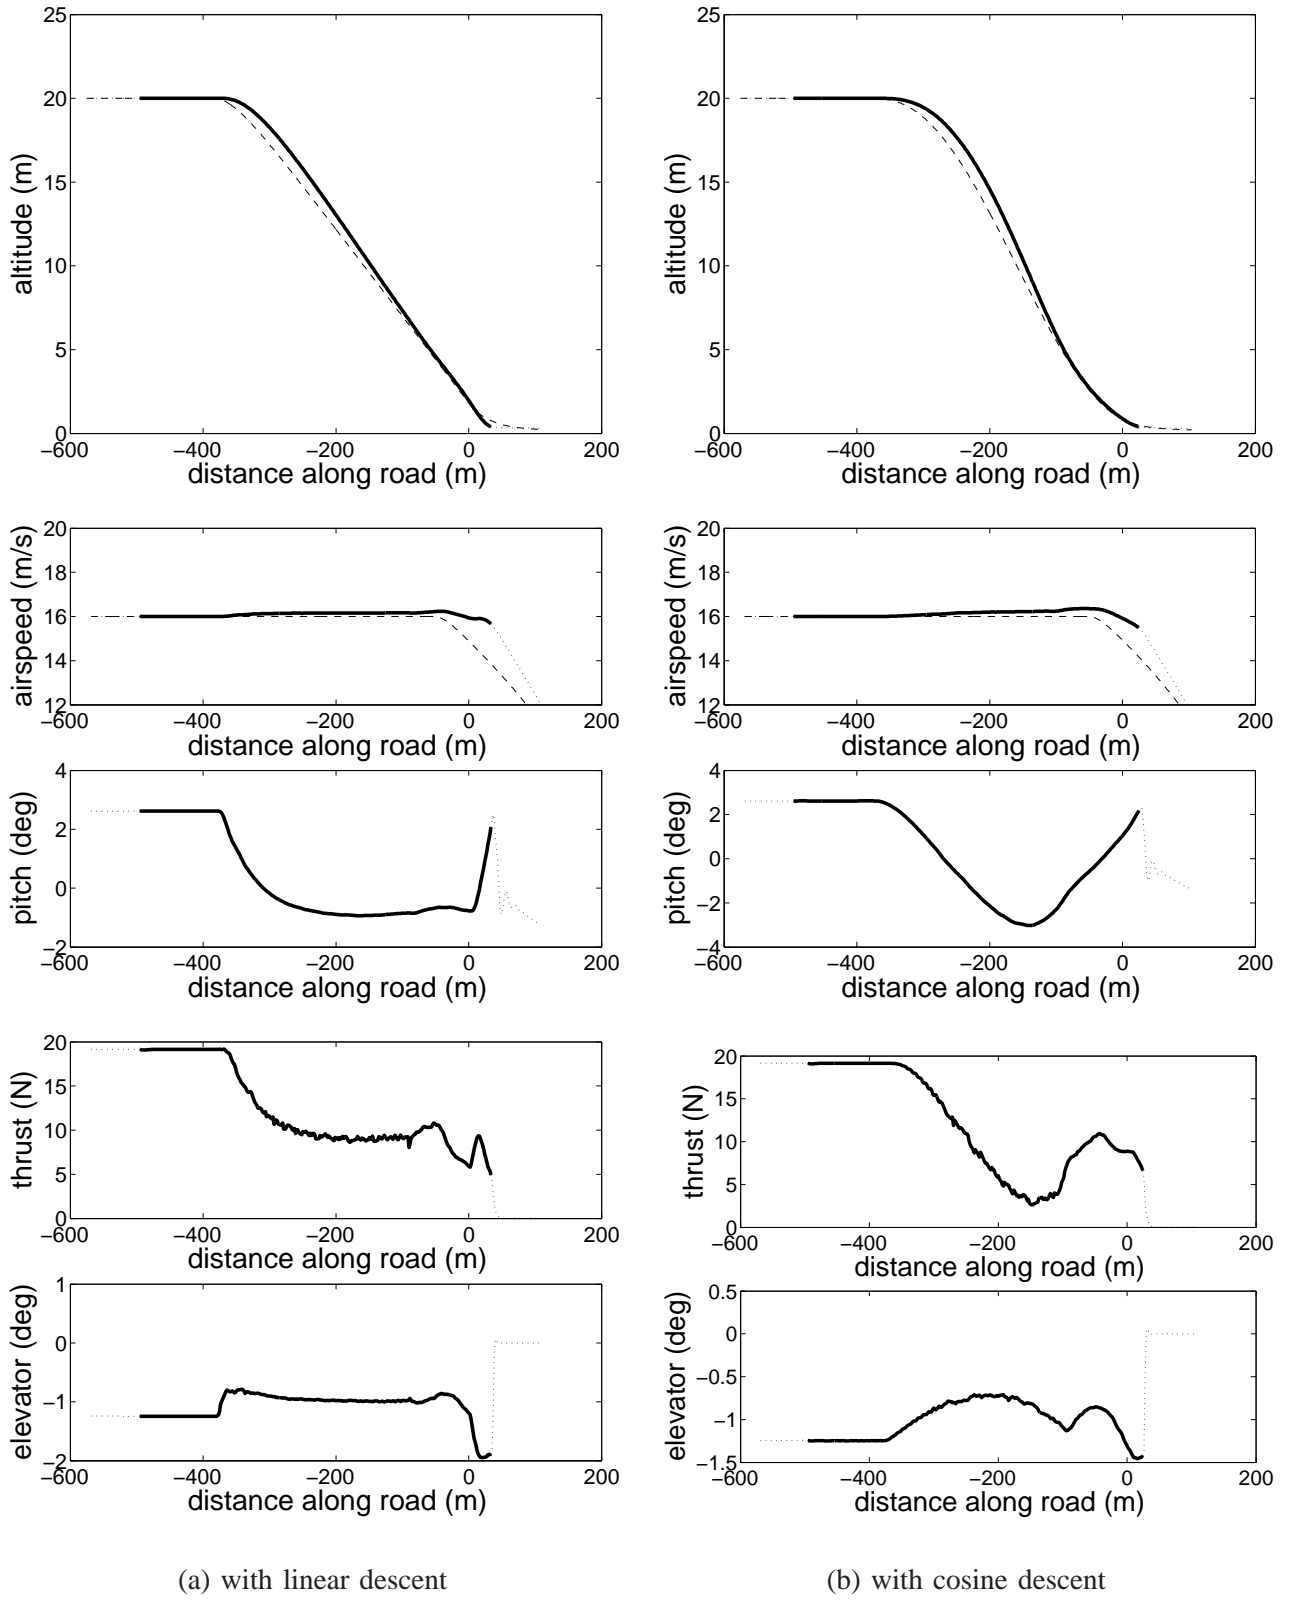 25
20
15
10
5
0
−600 −400 −200 0 200
altitude (m)
distance along road (m)
20
18
16
14
12
−600 −400 −200 0 200
airspeed (m/s)
distance along road (m)
4
2
0
−2
−600 −400 −200 0 200
pitch (deg)
distance along road (m)
20
15
10
5
0
−600 −400 −200 0 200
thrust (N)
distance along road (m)
1
0
−1
−2
−600 −400 −200 0 200
elevator (deg)
distance along road (m)
(a) with linear descent
25
20
15
10
5
0
−600 −400 −200 0 200
altitude (m)
distance along road (m)
20
18
16
14
12
−600 −400 −200 0 200
airspeed (m/s)
distance along road (m)
4
2
0
−2
−4
−600 −400 −200 0 200
pitch (deg)
distance along road (m)
20
15
10
5
0
−600 −400 −200 0 200
thrust (N)
distance along road (m)
0.5
0
−0.5
−1
−1.5
−600 −400 −200 0 200
elevator (deg)
distance along road (m)
(b) with cosine descent